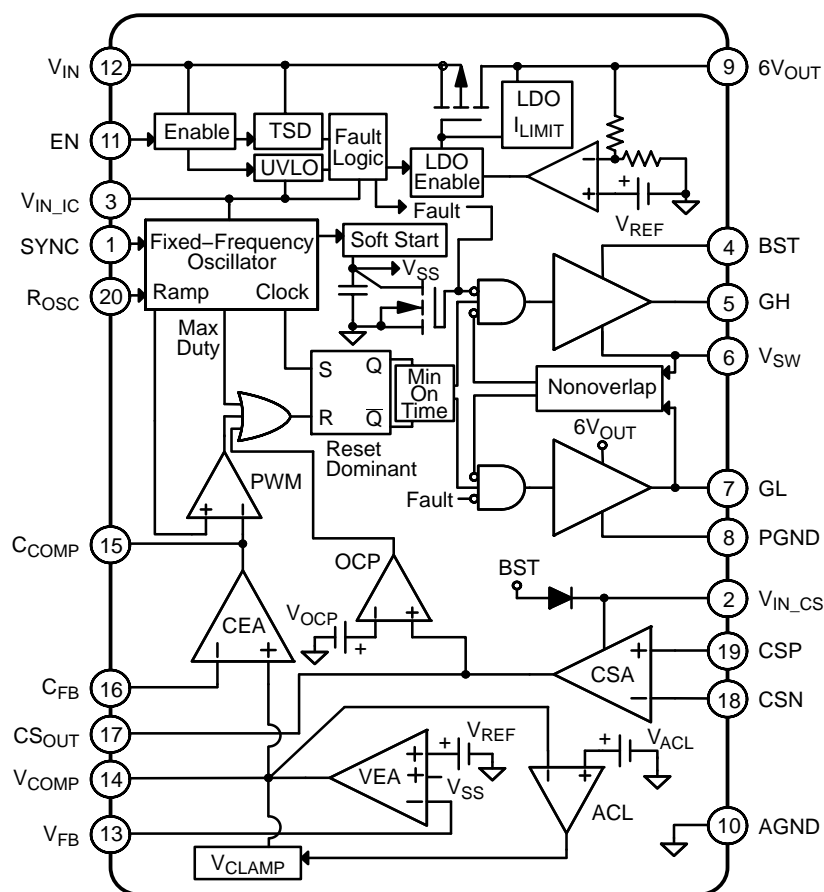 V_IN 12 9 6V_OUT
LDO
I_LIMIT
EN 11 Enable TSD Fault
Logic
UVLO LDO
Enable
− +
+
V_REF
V_IN_IC 3
Fault
SYNC 1 Fixed−Frequency
Oscillator
Soft Start
4 BST
V_SS
R_OSC 20 Ramp Clock
5 GH
Max
Duty
6 V_SW
S Q
R Q̅
Min
On
Time
Nonoverlap
Reset
Dominant
6V_OUT
PWM
+ −
Fault
7 GL
8 PGND
C_COMP 15
OCP
− +
V_OCP
+
BST
2 V_IN_CS
CEA
− +
CSA
+
−
19 CSP
18 CSN
C_FB 16
CS_OUT 17
V_COMP 14
VEA
+
+
−
+
V_REF
V_SS
− +
ACL
+
V_ACL
V_FB 13
10 AGND
V_CLAMP